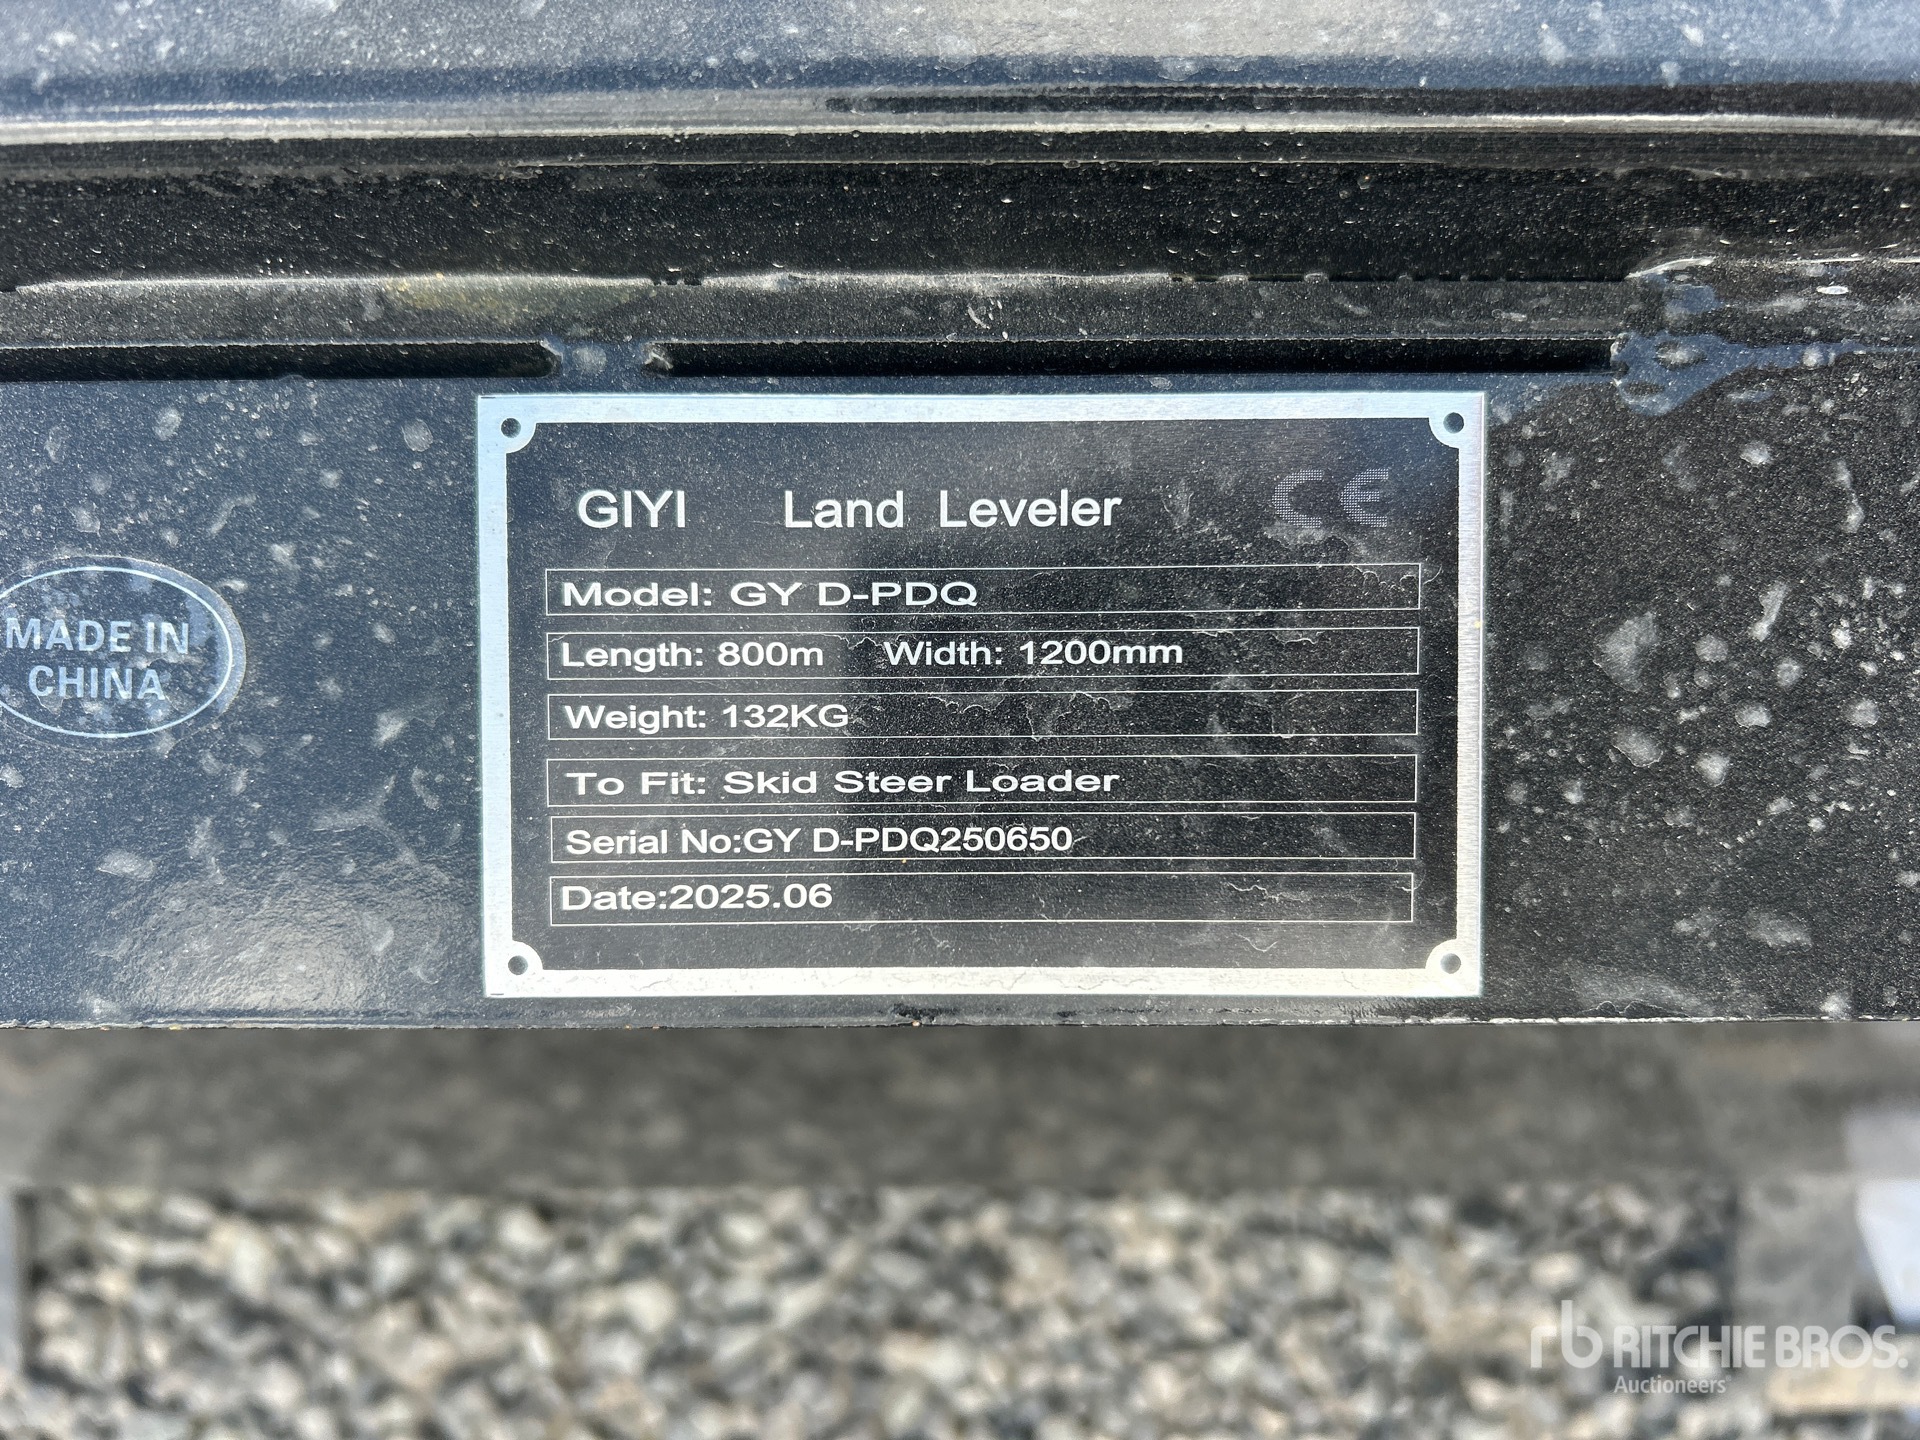 GIYI Land Leveler CE
Model: GY D-PDQ
Length: 800m Width: 1200mm
Weight: 132KG
To Fit: Skid Steer Loader
Serial No:GY D-PDQ250650
Date:2025.06
MADE IN
CHINA
rb RITCHIE BROS.
Auctioneers